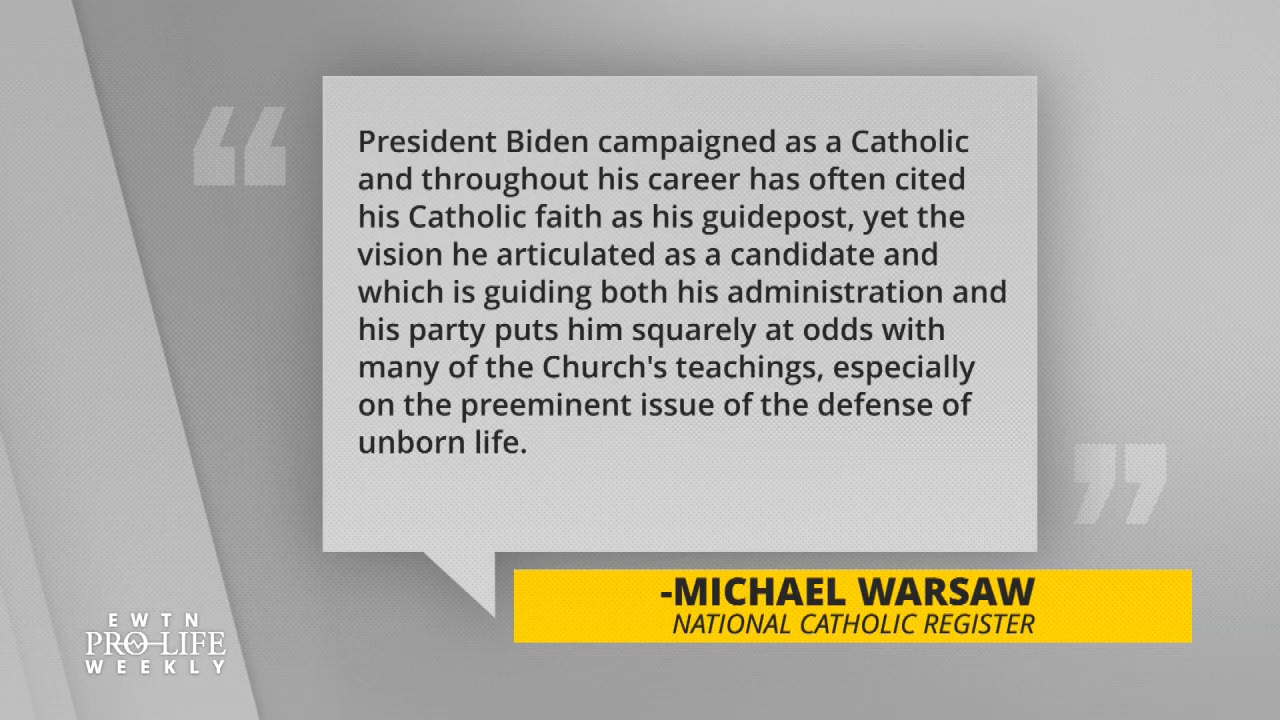 “
President Biden campaigned as a Catholic
and throughout his career has often cited
his Catholic faith as his guidepost, yet the
vision he articulated as a candidate and
which is guiding both his administration and
his party puts him squarely at odds with
many of the Church's teachings, especially
on the preeminent issue of the defense of
unborn life.
”
-MICHAEL WARSAW
NATIONAL CATHOLIC REGISTER
EWTN
PRO-LIFE
WEEKLY